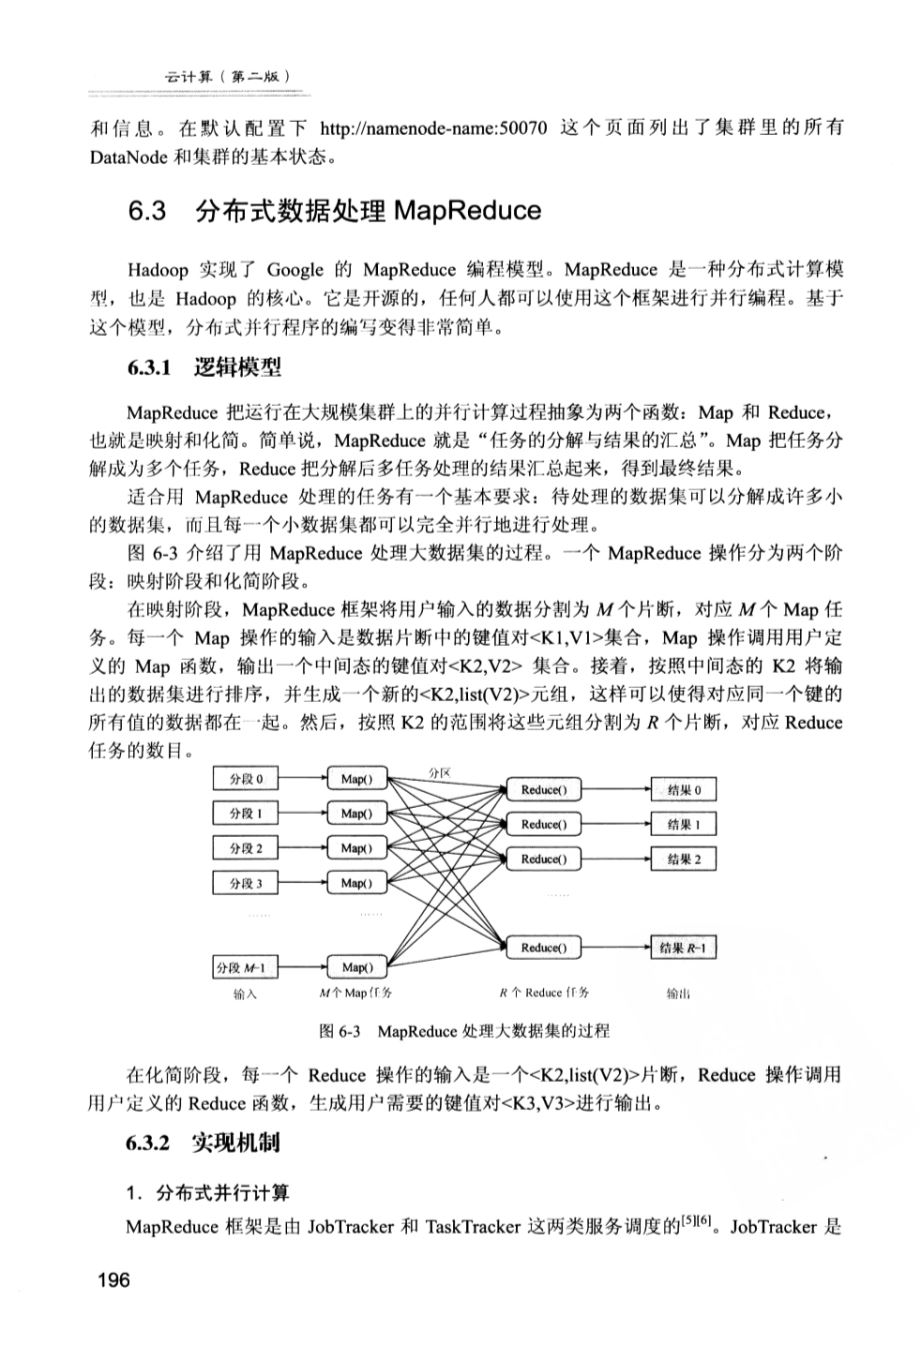 云计算（第二版）
和信息。在默认配置下 http://namenode-name:50070 这个页面列出了集群里的所有
DataNode 和集群的基本状态。
6.3 分布式数据处理 MapReduce
Hadoop 实现了 Google 的 MapReduce 编程模型。MapReduce 是一种分布式计算模
型，也是 Hadoop 的核心。它是开源的，任何人都可以使用这个框架进行并行编程。基于
这个模型，分布式并行程序的编写变得非常简单。
6.3.1 逻辑模型
MapReduce 把运行在大规模集群上的并行计算过程抽象为两个函数：Map 和 Reduce，
也就是映射和化简。简单说，MapReduce 就是“任务的分解与结果的汇总”。Map 把任务分
解成为多个任务，Reduce 把分解后多任务处理的结果汇总起来，得到最终结果。
适合用 MapReduce 处理的任务有一个基本要求：待处理的数据集可以分解成许多小
的数据集，而且每一个小数据集都可以完全并行地进行处理。
图 6-3 介绍了用 MapReduce 处理大数据集的过程。一个 MapReduce 操作分为两个阶
段：映射阶段和化简阶段。
在映射阶段，MapReduce 框架将用户输入的数据分割为 M 个片断，对应 M 个 Map 任
务。每一个 Map 操作的输入是数据片断中的键值对<K1,V1>集合，Map 操作调用用户定
义的 Map 函数，输出一个中间态的键值对<K2,V2> 集合。接着，按照中间态的 K2 将输
出的数据集进行排序，并生成一个新的<K2,list(V2)>元组，这样可以使得对应同一个键的
所有值的数据都在一起。然后，按照 K2 的范围将这些元组分割为 R 个片断，对应 Reduce
任务的数目。
分段 0 Map() 分区 Reduce() 结果 0
分段 1 Map() Reduce() 结果 1
分段 2 Map() Reduce() 结果 2
分段 3 Map() ……
…… ……
分段 M-1 Map() Reduce() 结果 R-1
输入 M个 Map任务 R 个 Reduce 任务 输出
图 6-3 MapReduce 处理大数据集的过程
在化简阶段，每一个 Reduce 操作的输入是一个<K2,list(V2)>片断，Reduce 操作调用
用户定义的 Reduce 函数，生成用户需要的键值对<K3,V3>进行输出。
6.3.2 实现机制
1．分布式并行计算
MapReduce 框架是由 JobTracker 和 TaskTracker 这两类服务调度的[5][6]。JobTracker 是
196